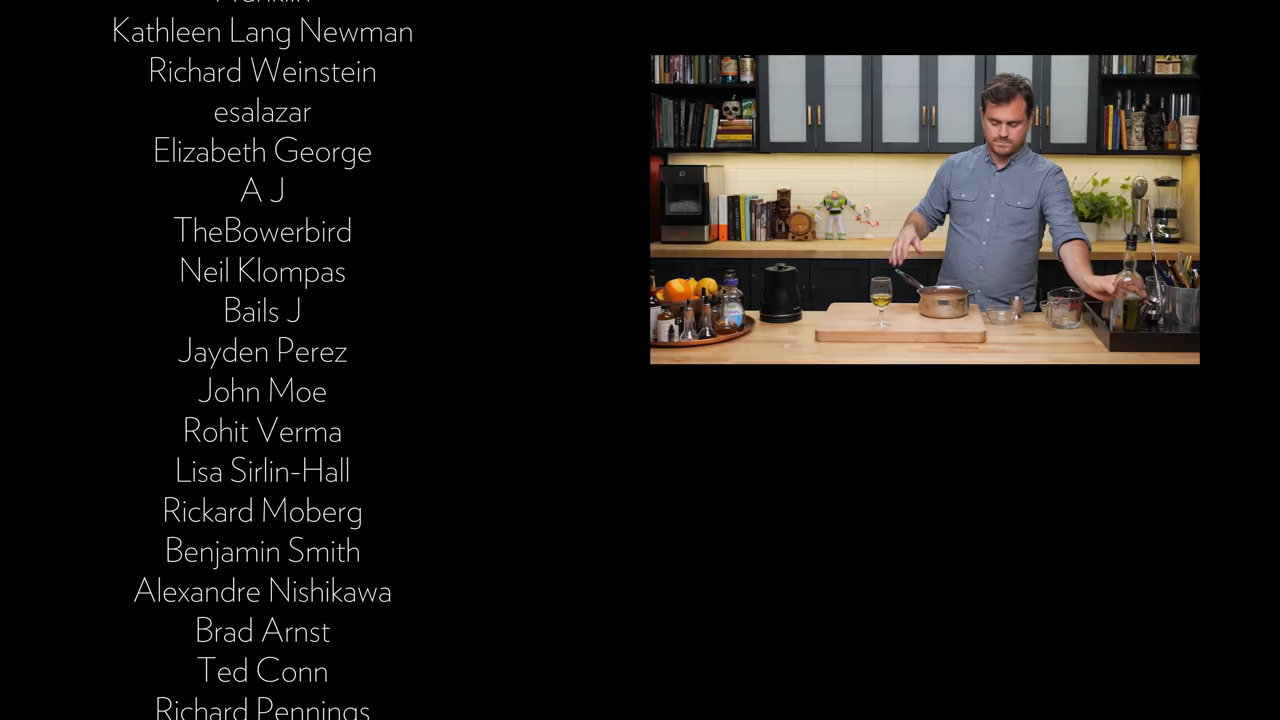 Franklin
Kathleen Lang Newman
Richard Weinstein
esalazar
Elizabeth George
A J
TheBowerbird
Neil Klompas
Bails J
Jayden Perez
John Moe
Rohit Verma
Lisa Sirlin-Hall
Rickard Moberg
Benjamin Smith
Alexandre Nishikawa
Brad Arnst
Ted Conn
Richard Pennings